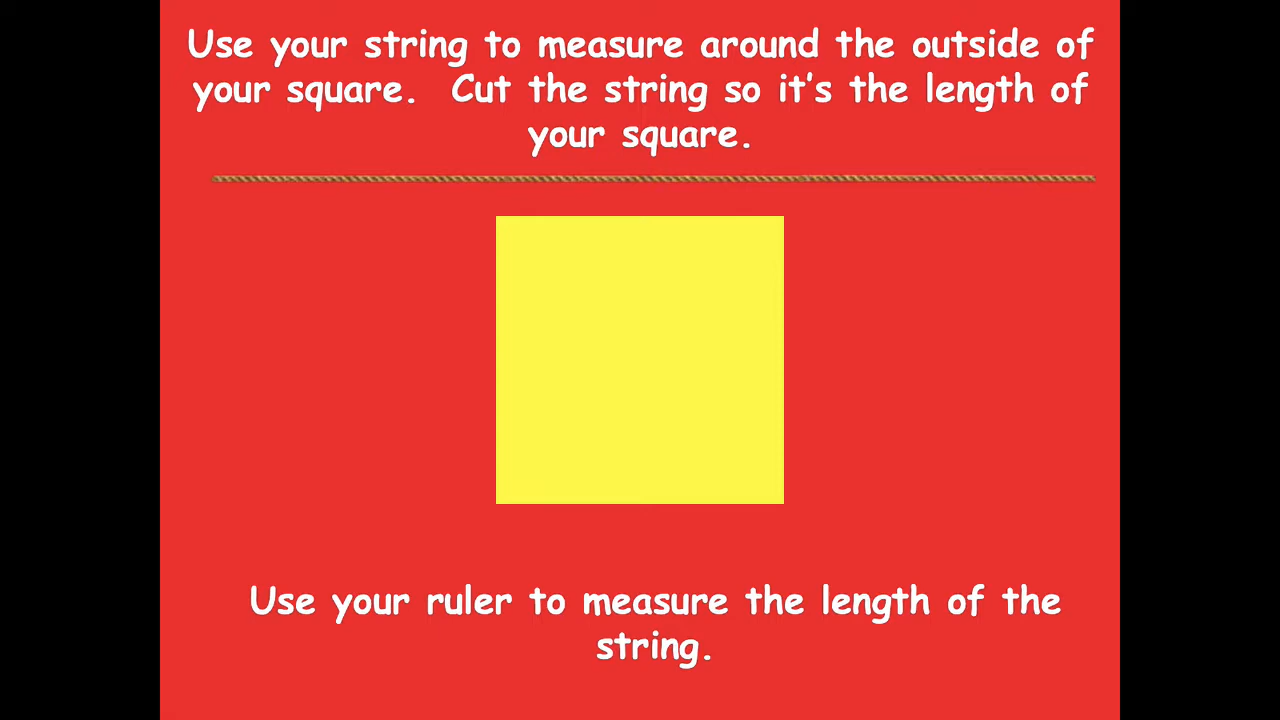 Use your string to measure around the outside of
your square.  Cut the string so it's the length of
your square.
Use your ruler to measure the length of the
string.